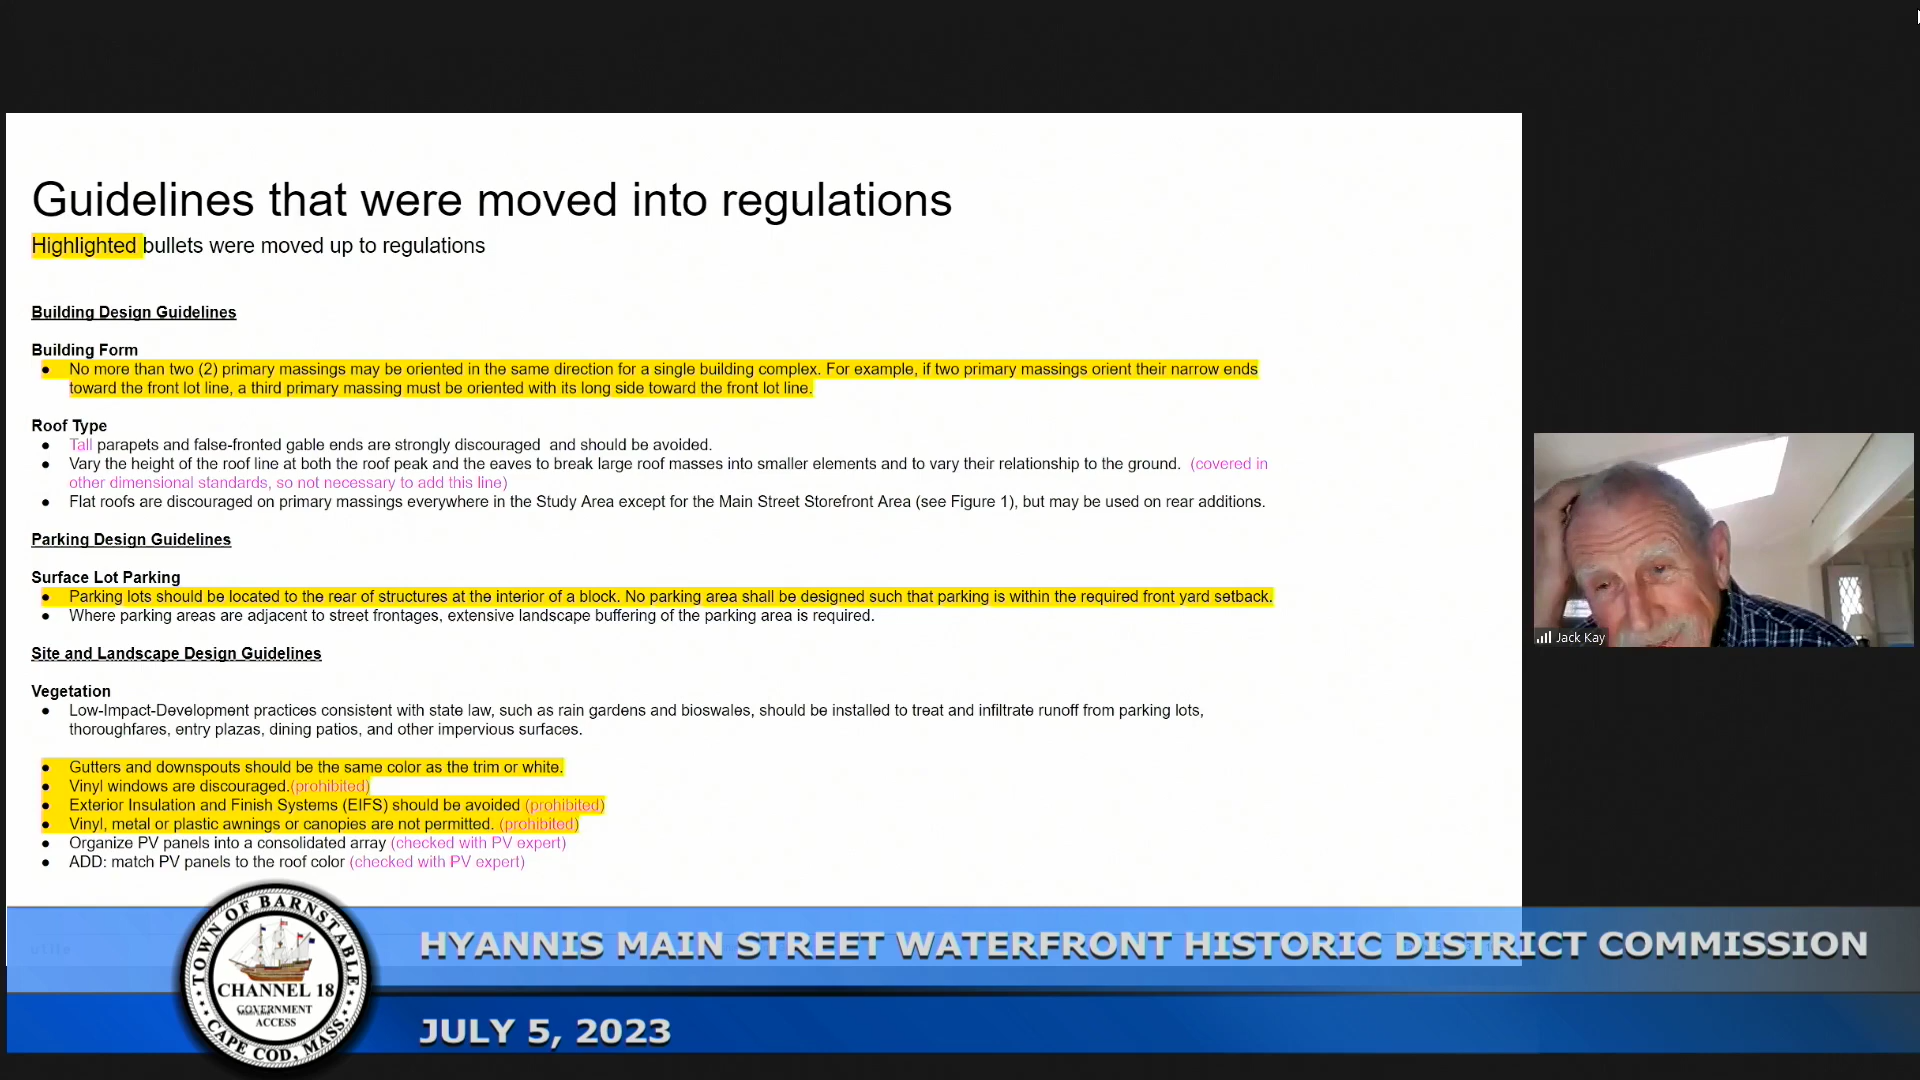 Guidelines that were moved into regulations
Highlighted bullets were moved up to regulations
Building Design Guidelines
Building Form
● No more than two (2) primary massings may be oriented in the same direction for a single building complex. For example, if two primary massings orient their narrow ends
toward the front lot line, a third primary massing must be oriented with its long side toward the front lot line.
Roof Type
● Tall parapets and false-fronted gable ends are strongly discouraged and should be avoided.
● Vary the height of the roof line at both the roof peak and the eaves to break large roof masses into smaller elements and to vary their relationship to the ground. (covered in
other dimensional standards, so not necessary to add this line)
● Flat roofs are discouraged on primary massings everywhere in the Study Area except for the Main Street Storefront Area (see Figure 1), but may be used on rear additions.
Parking Design Guidelines
Surface Lot Parking
● Parking lots should be located to the rear of structures at the interior of a block. No parking area shall be designed such that parking is within the required front yard setback.
● Where parking areas are adjacent to street frontages, extensive landscape buffering of the parking area is required.
Site and Landscape Design Guidelines
Vegetation
● Low-Impact-Development practices consistent with state law, such as rain gardens and bioswales, should be installed to treat and infiltrate runoff from parking lots,
thoroughfares, entry plazas, dining patios, and other impervious surfaces.
● Gutters and downspouts should be the same color as the trim or white.
● Vinyl windows are discouraged.(prohibited)
● Exterior Insulation and Finish Systems (EIFS) should be avoided (prohibited)
● Vinyl, metal or plastic awnings or canopies are not permitted. (prohibited)
● Organize PV panels into a consolidated array (checked with PV expert)
● ADD: match PV panels to the roof color (checked with PV expert)
Jack Kay
TOWN OF BARNSTABLE
CHANNEL 18
GOVERNMENT
ACCESS
CAPE COD, MASS.
HYANNIS MAIN STREET WATERFRONT HISTORIC DISTRICT COMMISSION
JULY 5, 2023